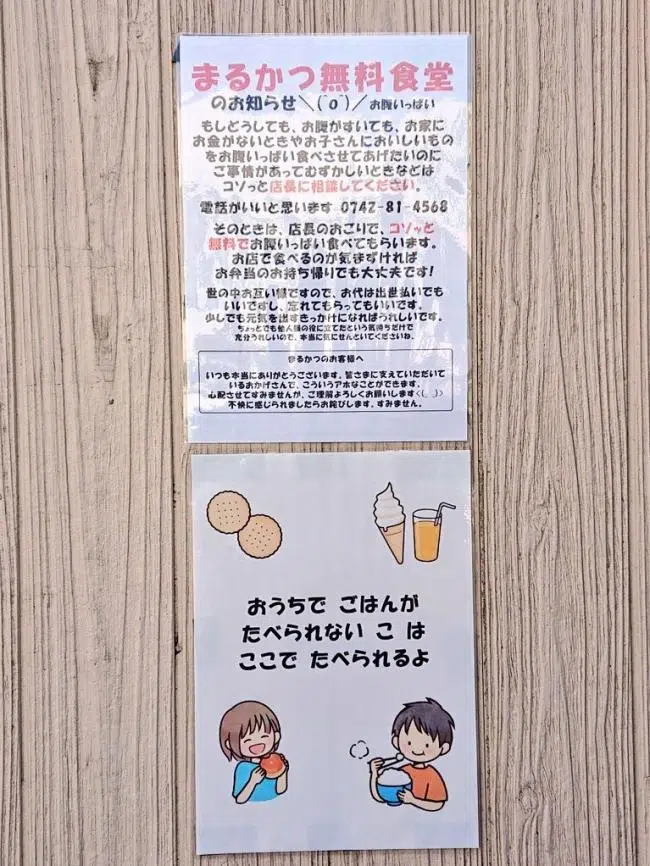 まるかつ無料食堂
のお知らせ＼(^o^)／お腹いっぱい
もしどうしても、お腹がすいても、お家に
お金がないときやお子さんにおいしいもの
をお腹いっぱい食べさせてあげたいのに
ご事情があってむずかしいときなどは
コソっと店長に相談してください。
電話がいいと思います 0742-81-4568
そのときは、店長のおごりで、コソッと
無料でお腹いっぱい食べてもらいます。
お店で食べるのが気まずければ
お弁当のお持ち帰りでも大丈夫です!
世の中お互い様ですので、お代は出世払いでも
いいですし、忘れてもらってもいいです。
少しでも元気を出すきっかけになればうれしいです。
ちょっとでも他人様の役に立てたという気持ちだけで
充分うれしいので、本当に気にせんといてくださいね。
まるかつのお客様へ
いつも本当にありがとうございます。皆さまに支えていただいて
いるおかげさんで、こういうアホなことができます。
心配させてすみませんが、ご理解よろしくお願いします<(_ _)>
不快に感じられましたらお詫びします。すみません。
おうちで ごはんが
たべられない こ は
ここで たべられるよ